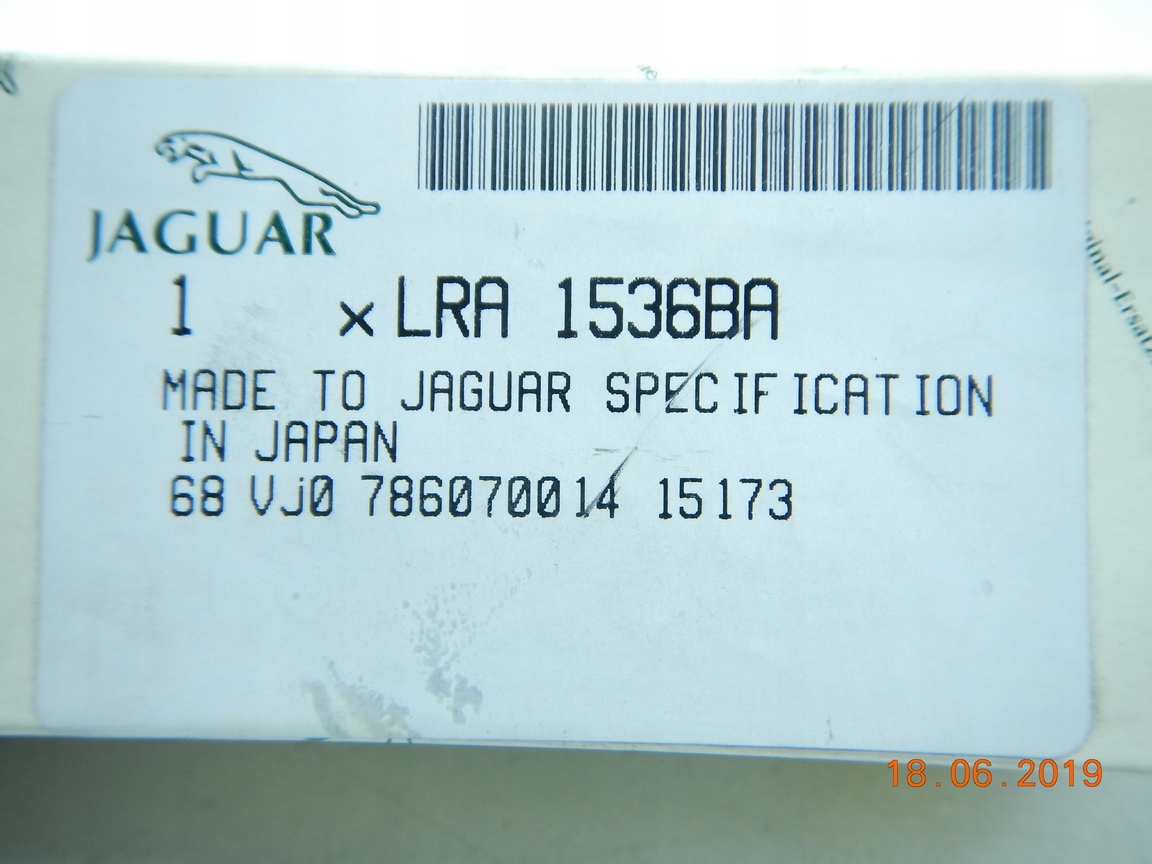 JAGUAR
1 x LRA 1536BA
MADE TO JAGUAR SPECIFICATION
IN JAPAN
68 Vj0 786070014 15173
18.06.2019